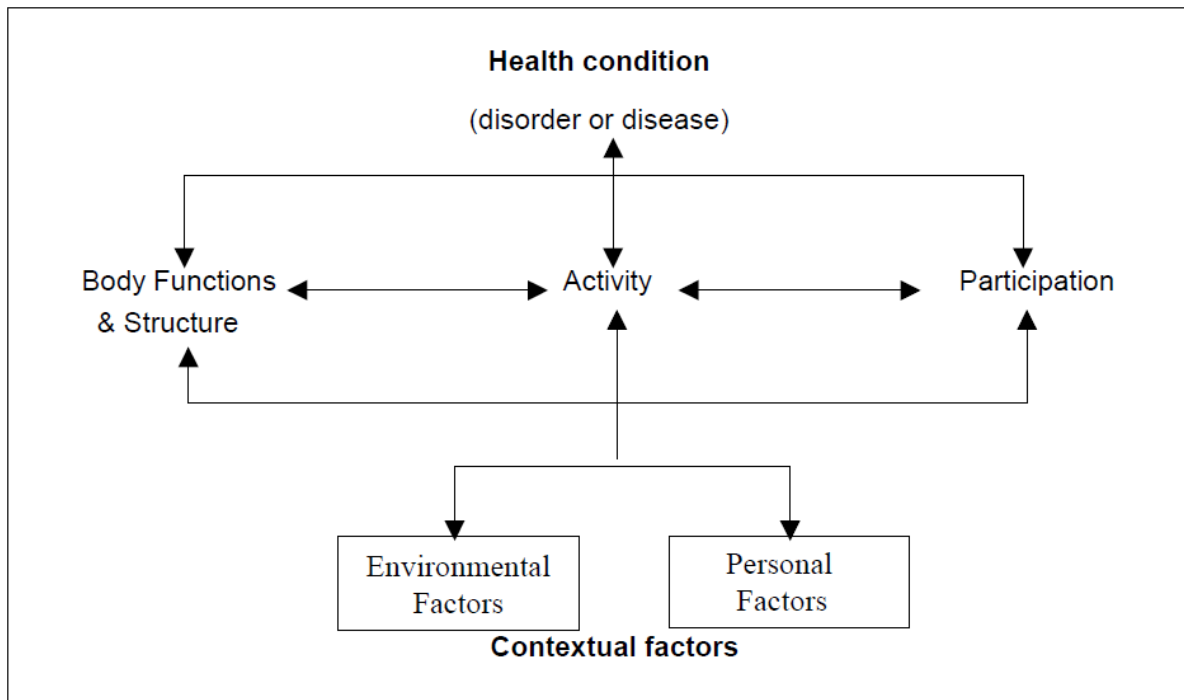 Health condition
(disorder or disease)
Body Functions
& Structure
Activity
Participation
Environmental
Factors
Personal
Factors
Contextual factors